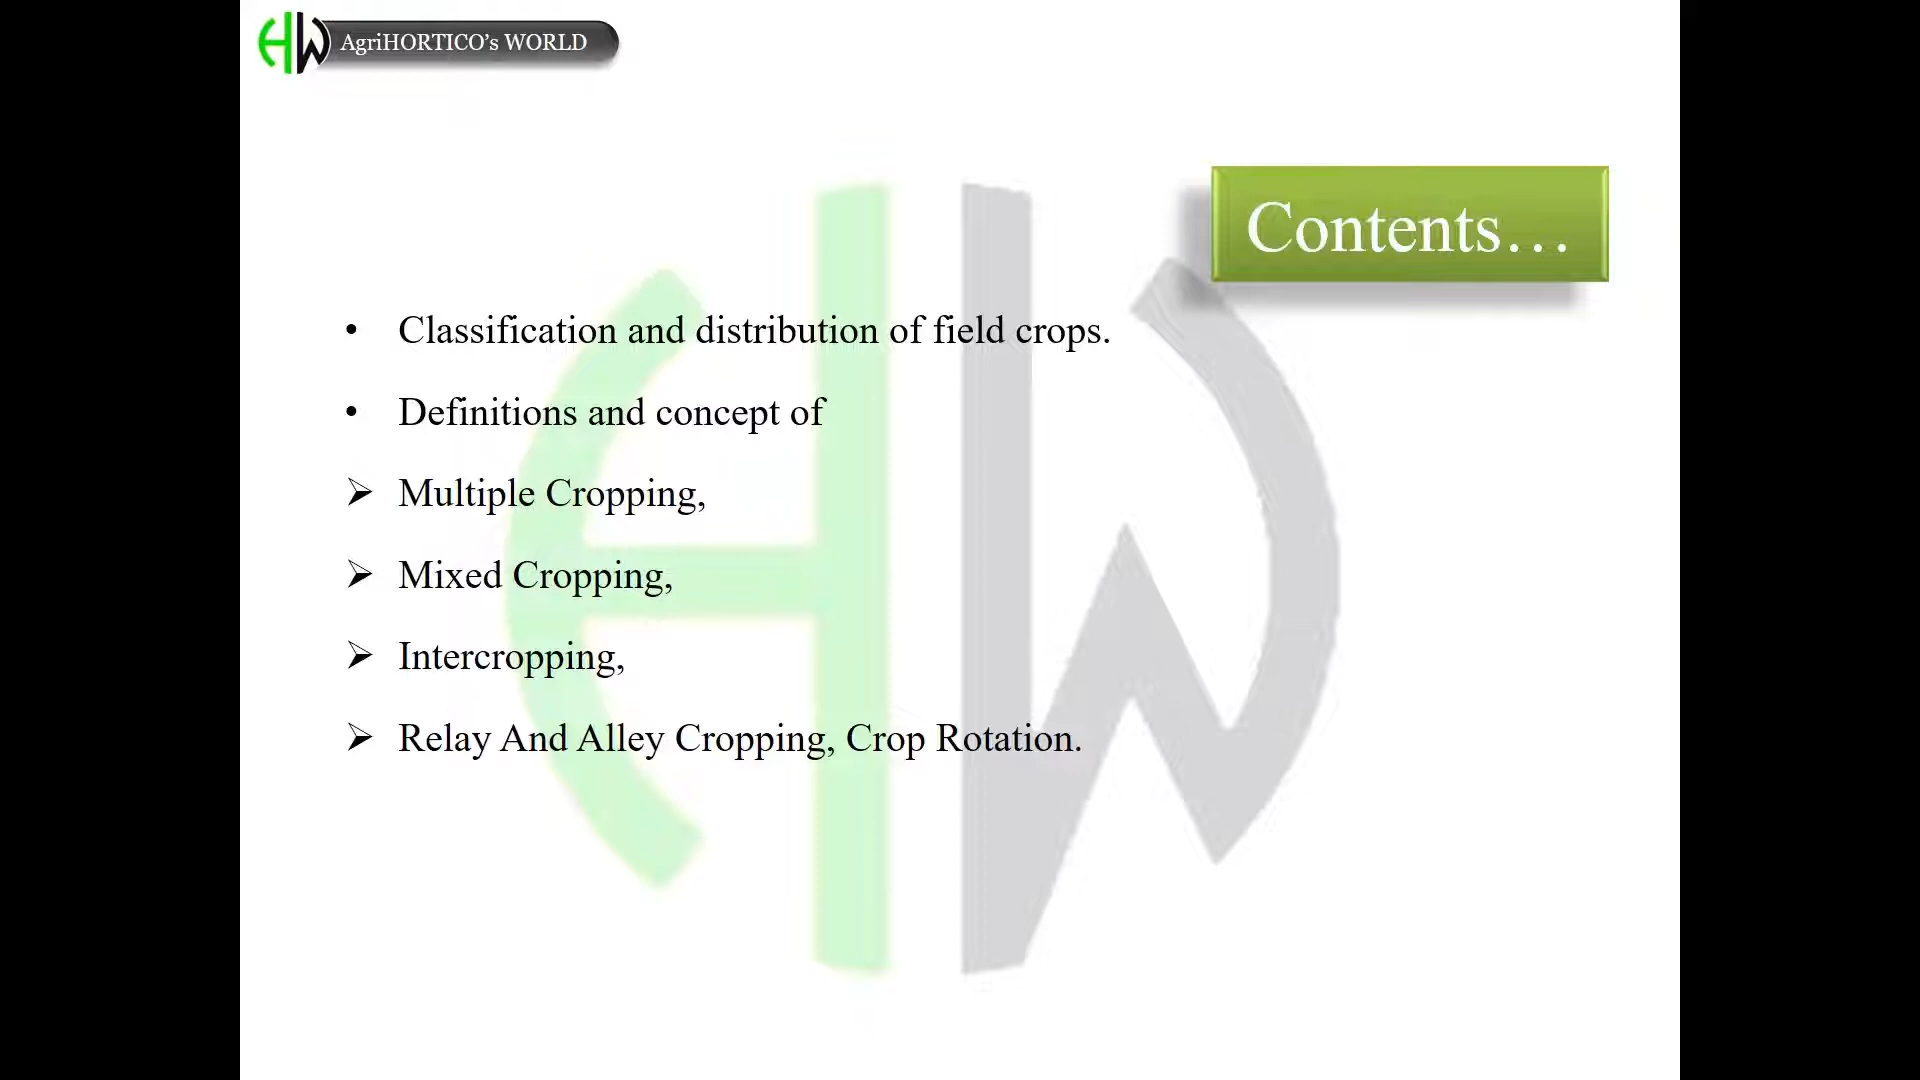 AgriHORTICO's WORLD
Contents…
• Classification and distribution of field crops.
• Definitions and concept of
➢ Multiple Cropping,
➢ Mixed Cropping,
➢ Intercropping,
➢ Relay And Alley Cropping, Crop Rotation.